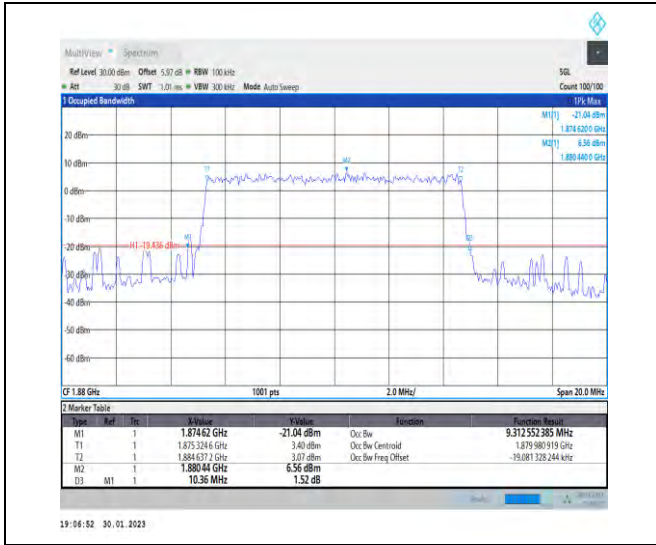 MultiView Spectrum
Ref Level 30.00 dBm Offset 5.97 dB RBW 100 kHz SGL
Att 30 dB SWT 1.01 ms VBW 300 kHz Mode Auto Sweep Count 100/100
1 Occupied Bandwidth 1Pk Max
M1[1] -21.04 dBm
1.874 620 0 GHz
M2[1] 6.56 dBm
1.880 440 0 GHz
20 dBm
10 dBm
T1 M2 T2
0 dBm
-10 dBm
M1
D3
-20 dBm
H1 -19.436 dBm
-30 dBm
-40 dBm
-50 dBm
-60 dBm
CF 1.88 GHz 1001 pts 2.0 MHz/ Span 20.0 MHz
2 Marker Table
Type Ref Trc X-Value Y-Value Function Function Result
M1 1 1.874 62 GHz -21.04 dBm Occ Bw 9.312 552 385 MHz
T1 1 1.875 324 6 GHz 3.40 dBm Occ Bw Centroid 1.879 980 919 GHz
T2 1 1.884 637 2 GHz 3.07 dBm Occ Bw Freq Offset -19.081 328 244 kHz
M2 1 1.880 44 GHz 6.56 dBm
D3 M1 1 10.36 MHz 1.52 dB
19:06:52 30.01.2023